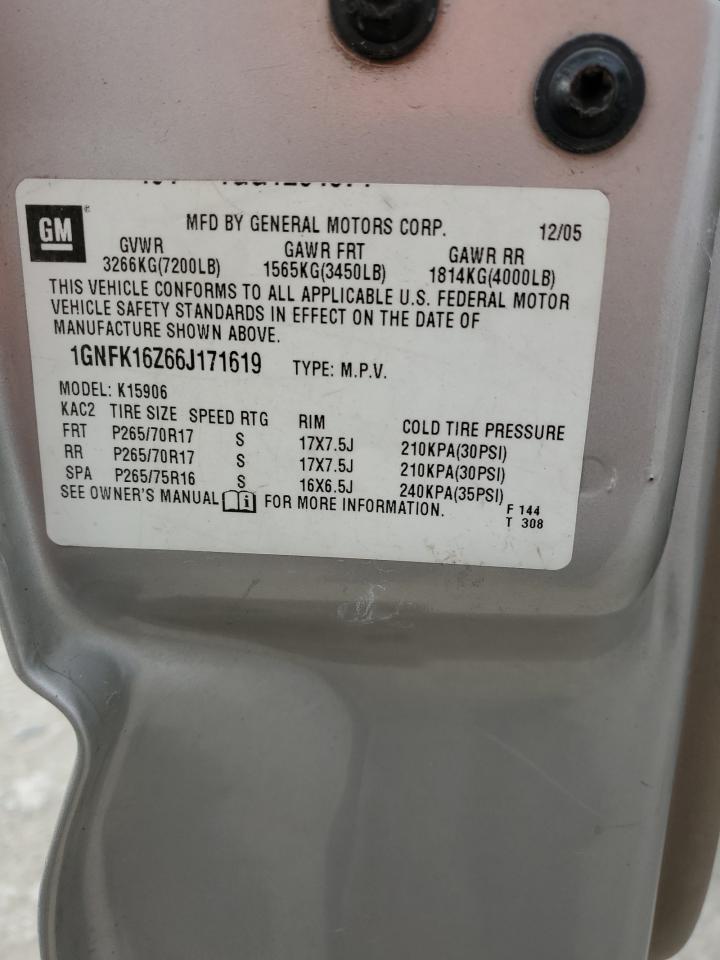 GM
MFD BY GENERAL MOTORS CORP. 12/05
GVWR GAWR FRT GAWR RR
3266KG(7200LB) 1565KG(3450LB) 1814KG(4000LB)
THIS VEHICLE CONFORMS TO ALL APPLICABLE U.S. FEDERAL MOTOR
VEHICLE SAFETY STANDARDS IN EFFECT ON THE DATE OF
MANUFACTURE SHOWN ABOVE.
1GNFK16Z66J171619 TYPE: M.P.V.
MODEL: K15906
KAC2 TIRE SIZE SPEED RTG RIM COLD TIRE PRESSURE
FRT P265/70R17 S 17X7.5J 210KPA(30PSI)
RR P265/70R17 S 17X7.5J 210KPA(30PSI)
SPA P265/75R16 S 16X6.5J 240KPA(35PSI)
SEE OWNER'S MANUAL i FOR MORE INFORMATION. F 144
T 308